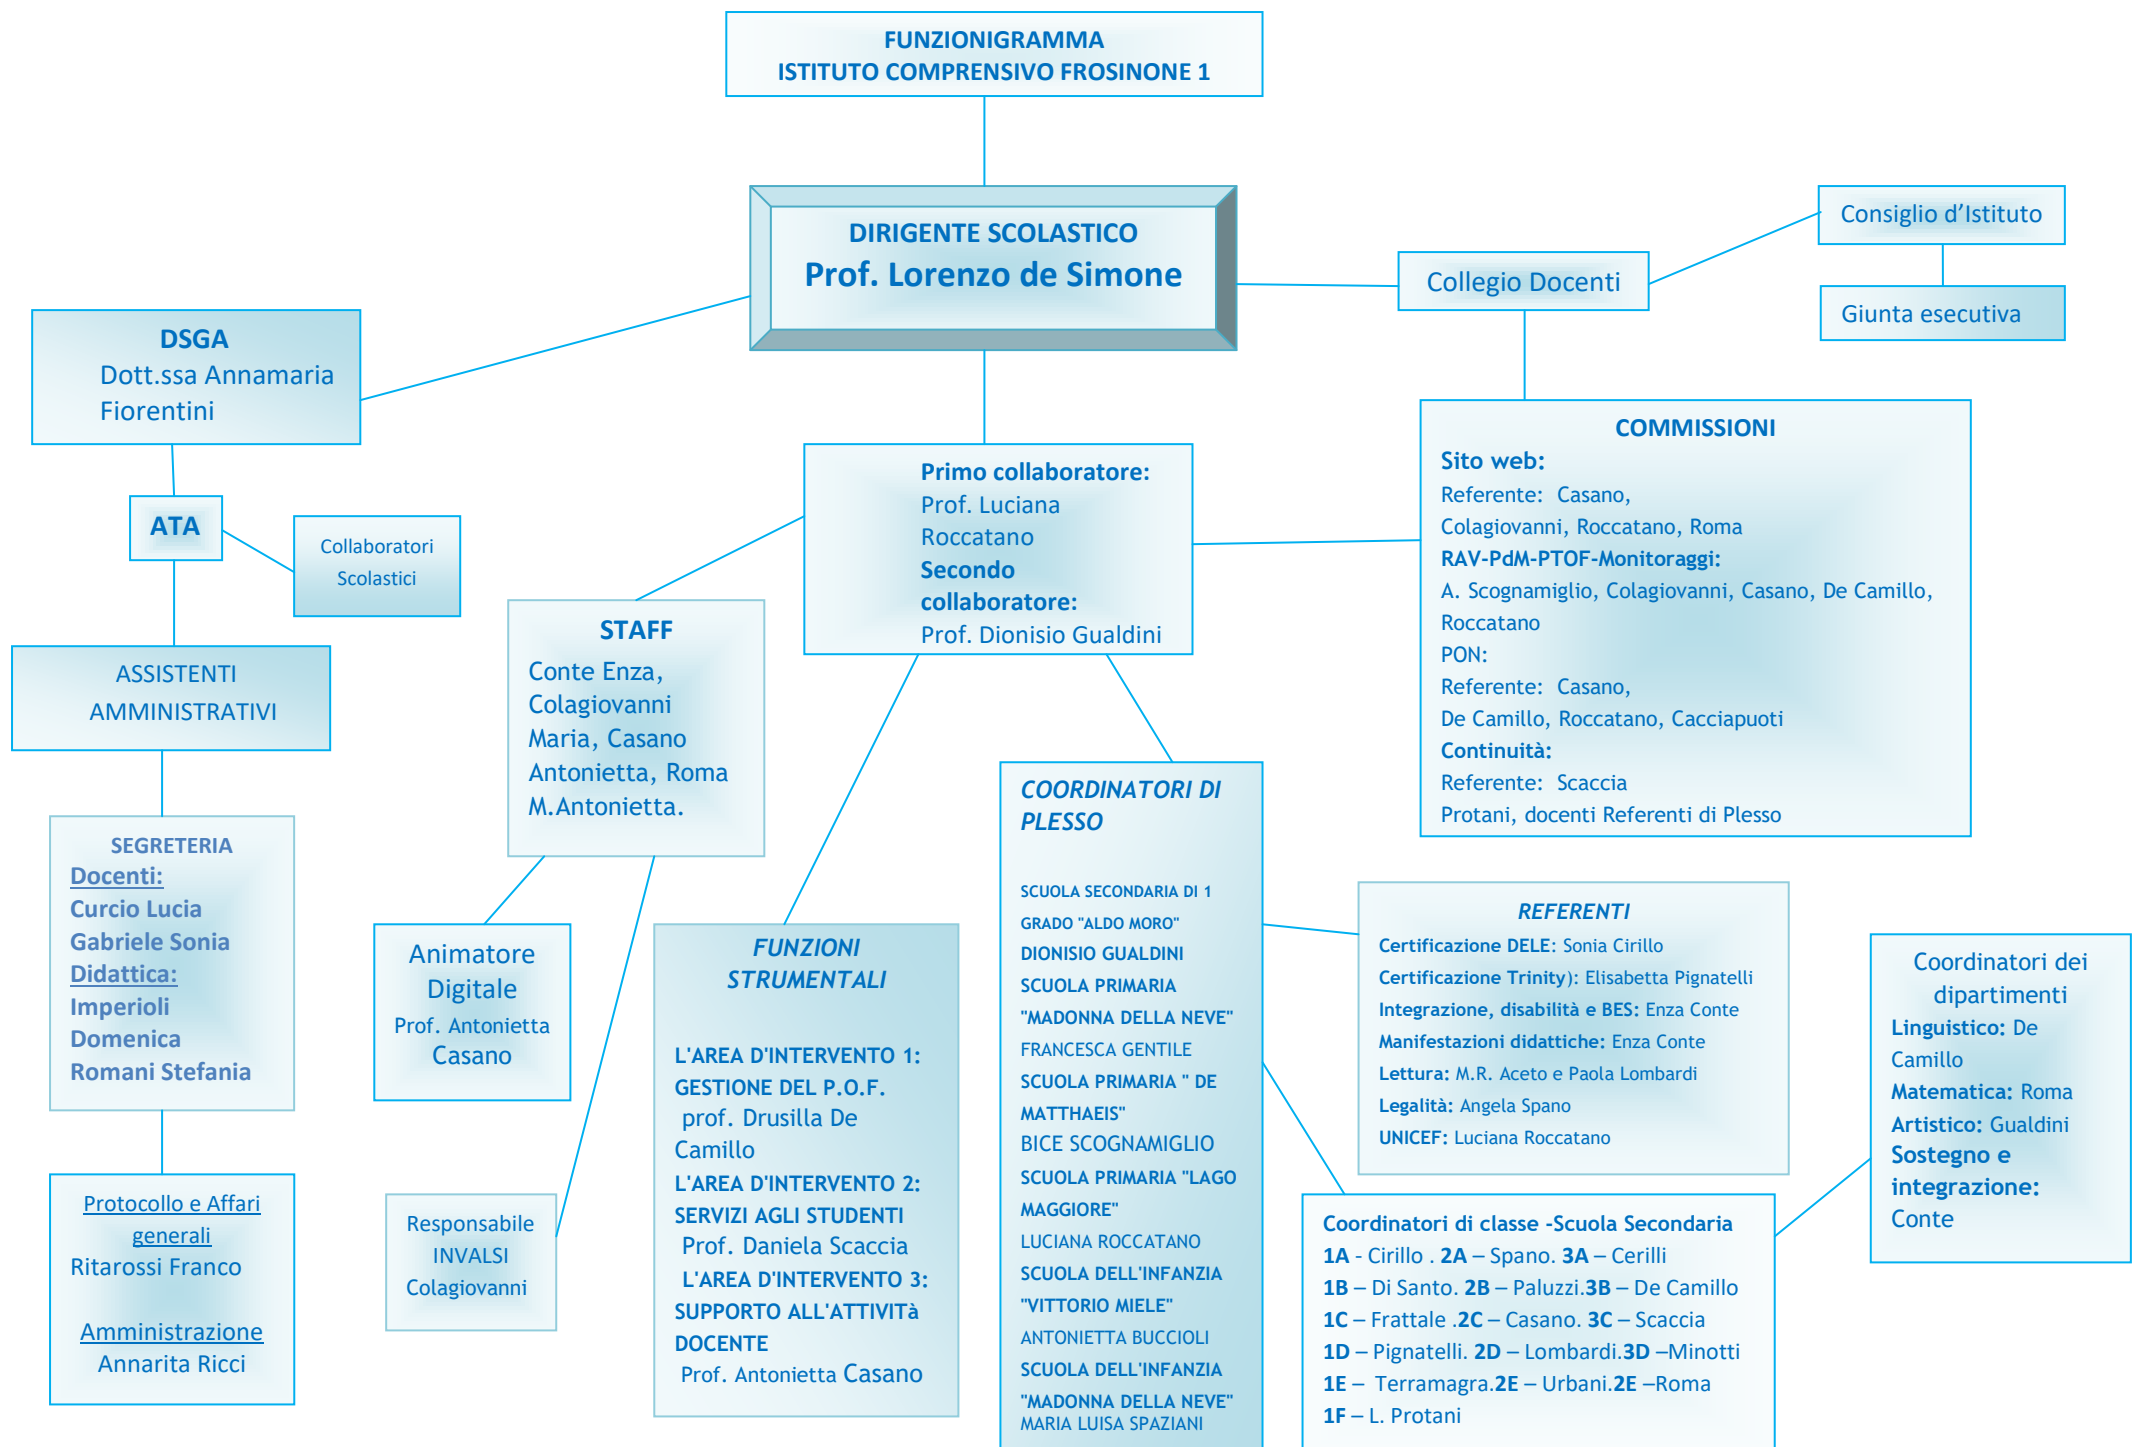 FUNZIONIGRAMMA
ISTITUTO COMPRENSIVO FROSINONE 1
DIRIGENTE SCOLASTICO
Prof. Lorenzo de Simone
Collegio Docenti
Consiglio d’Istituto
Giunta esecutiva
DSGA
Dott.ssa Annamaria
Fiorentini
ATA
Collaboratori
Scolastici
ASSISTENTI
AMMINISTRATIVI
SEGRETERIA
Docenti:
Curcio Lucia
Gabriele Sonia
Didattica:
Imperioli
Domenica
Romani Stefania
Protocollo e Affari
generali
Ritarossi Franco
Amministrazione
Annarita Ricci
Primo collaboratore:
Prof. Luciana
Roccatano
Secondo
collaboratore:
Prof. Dionisio Gualdini
STAFF
Conte Enza,
Colagiovanni
Maria, Casano
Antonietta, Roma
M.Antonietta.
Animatore
Digitale
Prof. Antonietta
Casano
Responsabile
INVALSI
Colagiovanni
FUNZIONI
STRUMENTALI
L'AREA D'INTERVENTO 1:
GESTIONE DEL P.O.F.
prof. Drusilla De
Camillo
L'AREA D'INTERVENTO 2:
SERVIZI AGLI STUDENTI
Prof. Daniela Scaccia
L'AREA D'INTERVENTO 3:
SUPPORTO ALL'ATTIVITà
DOCENTE
Prof. Antonietta Casano
COORDINATORI DI
PLESSO
SCUOLA SECONDARIA DI 1
GRADO "ALDO MORO"
DIONISIO GUALDINI
SCUOLA PRIMARIA
"MADONNA DELLA NEVE"
FRANCESCA GENTILE
SCUOLA PRIMARIA " DE
MATTHAEIS"
BICE SCOGNAMIGLIO
SCUOLA PRIMARIA "LAGO
MAGGIORE"
LUCIANA ROCCATANO
SCUOLA DELL'INFANZIA
"VITTORIO MIELE"
ANTONIETTA BUCCIOLI
SCUOLA DELL'INFANZIA
"MADONNA DELLA NEVE"
MARIA LUISA SPAZIANI
COMMISSIONI
Sito web:
Referente:  Casano,
Colagiovanni, Roccatano, Roma
RAV-PdM-PTOF-Monitoraggi:
A. Scognamiglio, Colagiovanni, Casano, De Camillo,
Roccatano
PON:
Referente:  Casano,
De Camillo, Roccatano, Cacciapuoti
Continuità:
Referente:  Scaccia
Protani, docenti Referenti di Plesso
REFERENTI
Certificazione DELE: Sonia Cirillo
Certificazione Trinity): Elisabetta Pignatelli
Integrazione, disabilità e BES: Enza Conte
Manifestazioni didattiche: Enza Conte
Lettura: M.R. Aceto e Paola Lombardi
Legalità: Angela Spano
UNICEF: Luciana Roccatano
Coordinatori di classe -Scuola Secondaria
1A - Cirillo . 2A – Spano. 3A – Cerilli
1B – Di Santo. 2B – Paluzzi.3B – De Camillo
1C – Frattale .2C – Casano. 3C – Scaccia
1D – Pignatelli. 2D – Lombardi.3D –Minotti
1E –  Terramagra.2E – Urbani.2E –Roma
1F – L. Protani
Coordinatori dei
dipartimenti
Linguistico: De
Camillo
Matematica: Roma
Artistico: Gualdini
Sostegno e
integrazione:
Conte